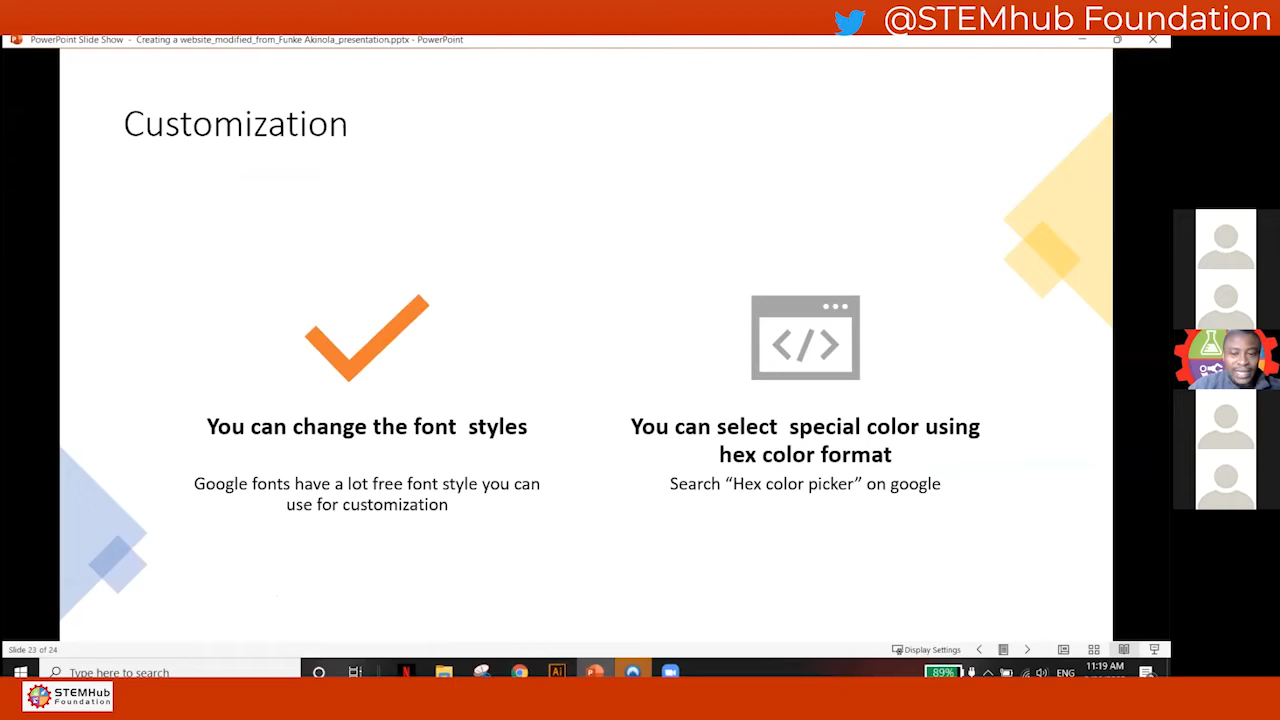 @STEMhub Foundation
PowerPoint Slide Show - Creating a website_modified_from_Funke Akinola_presentation.pptx - PowerPoint
Customization
</>
You can change the font styles
Google fonts have a lot free font style you can
use for customization
You can select special color using
hex color format
Search “Hex color picker” on google
Slide 23 of 24
Display Settings
Type here to search
89%
ENG
11:19 AM
STEMHub
Foundation